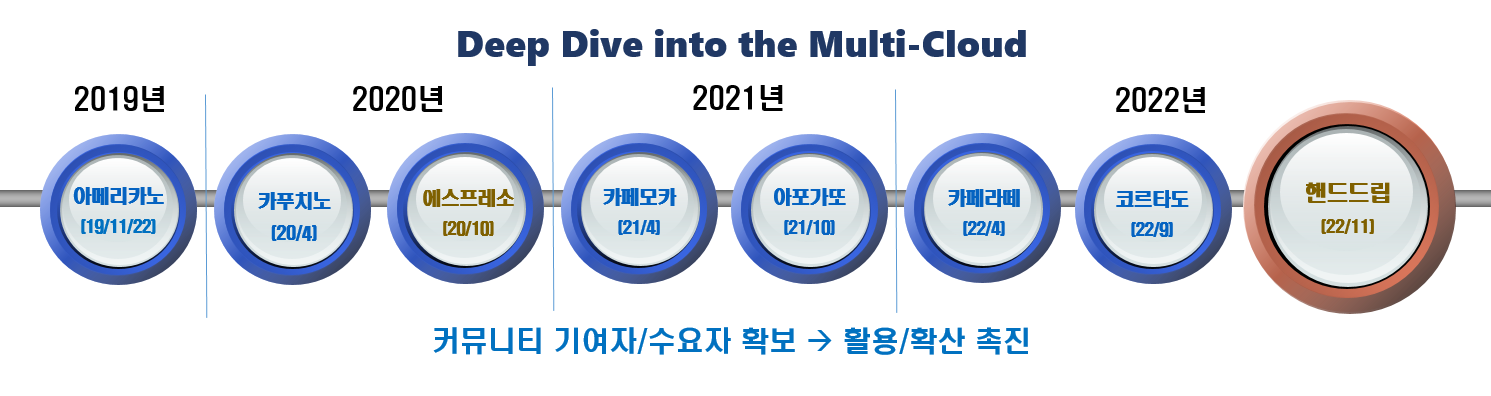 Deep Dive into the Multi-Cloud
2019년
2020년
2021년
2022년
아메리카노
(19/11/22)
카푸치노
(20/4)
에스프레소
(20/10)
카페모카
(21/4)
아포가또
(21/10)
카페라떼
(22/4)
코르타도
(22/9)
핸드드립
(22/11)
커뮤니티 기여자/수요자 확보 → 활용/확산 촉진